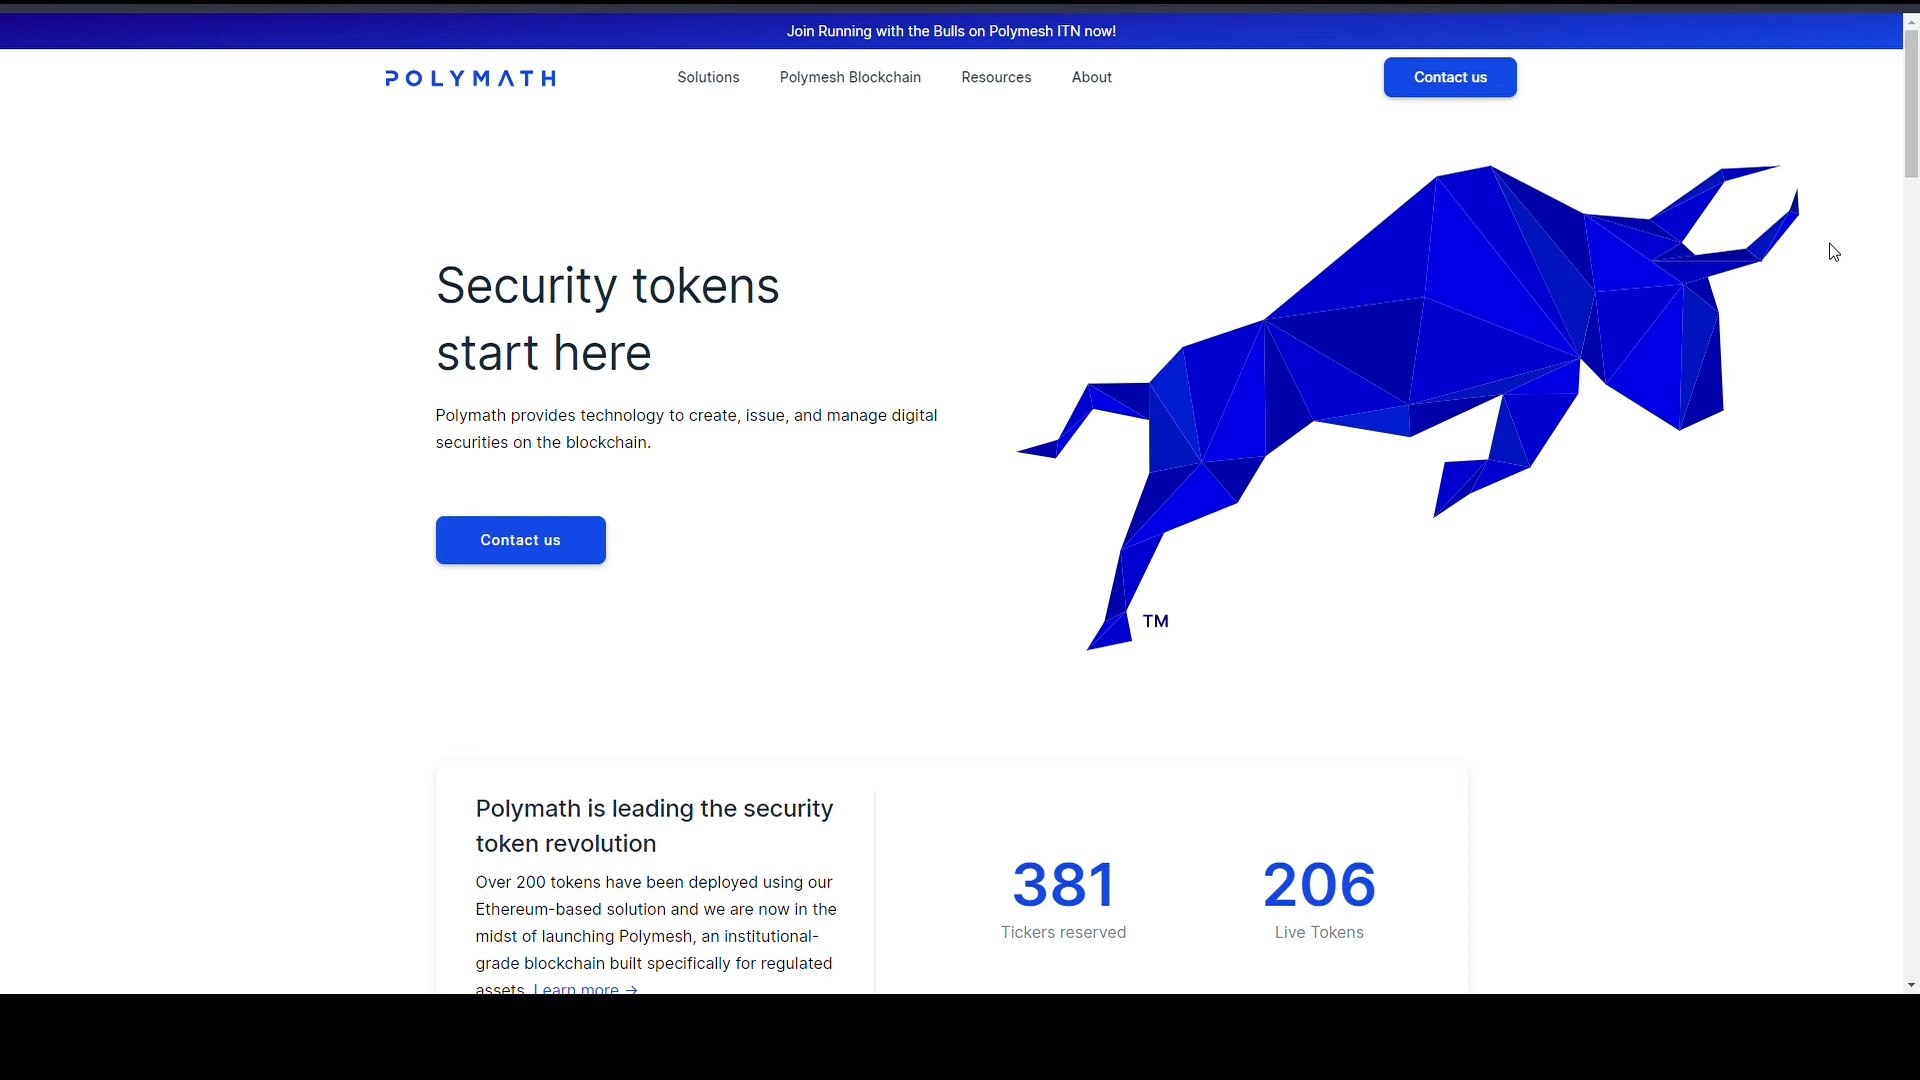 Join Running with the Bulls on Polymesh ITN now!
POLYMATH
Solutions
Polymesh Blockchain
Resources
About
Contact us
Security tokens
start here
Polymath provides technology to create, issue, and manage digital
securities on the blockchain.
Contact us
TM
Polymath is leading the security
token revolution
Over 200 tokens have been deployed using our
Ethereum-based solution and we are now in the
midst of launching Polymesh, an institutional-
grade blockchain built specifically for regulated
assets. Learn more →
381
Tickers reserved
206
Live Tokens